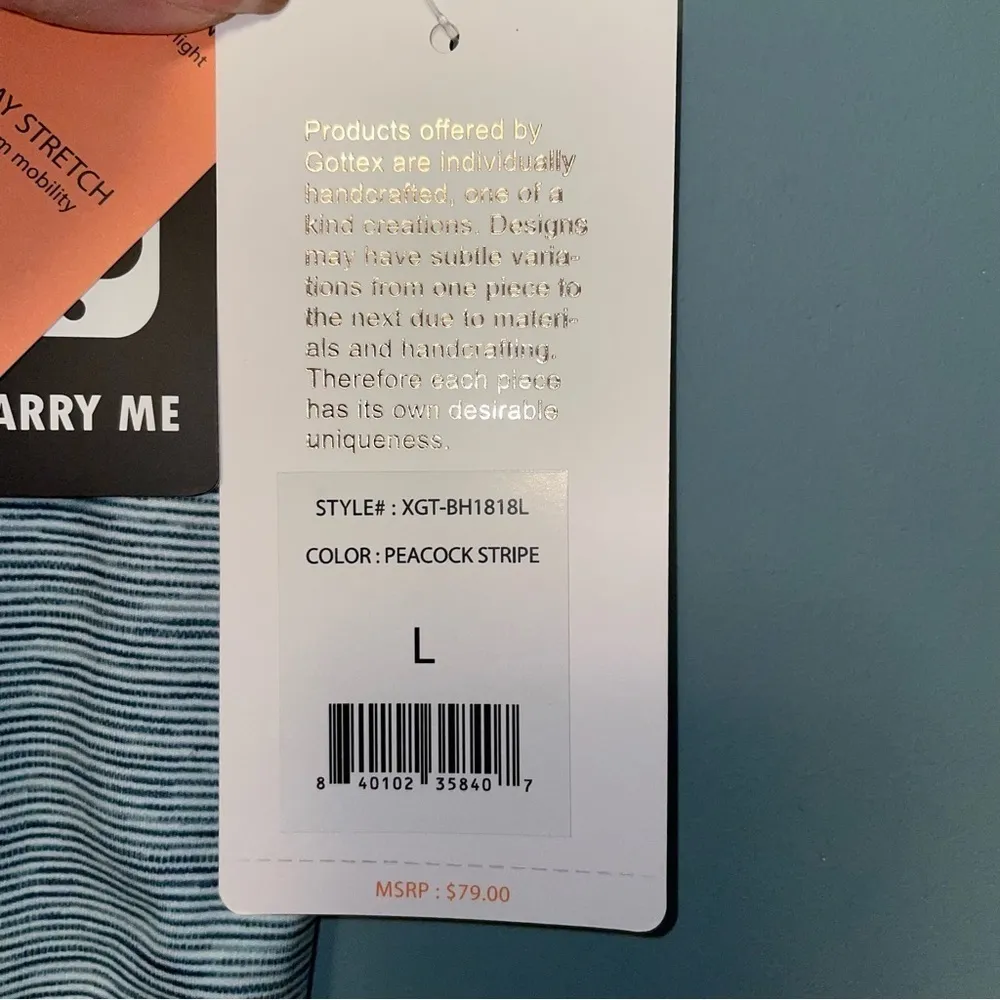 light
AY STRETCH
m mobility
ARRY ME
Products offered by
Gottex are individually
handcrafted, one of a
kind creations. Designs
may have subtle varia-
tions from one piece to
the next due to materi-
als and handcrafting.
Therefore each piece
has its own desirable
uniqueness.
STYLE# : XGT-BH1818L
COLOR : PEACOCK STRIPE
L
8 40102 35840 7
MSRP : $79.00